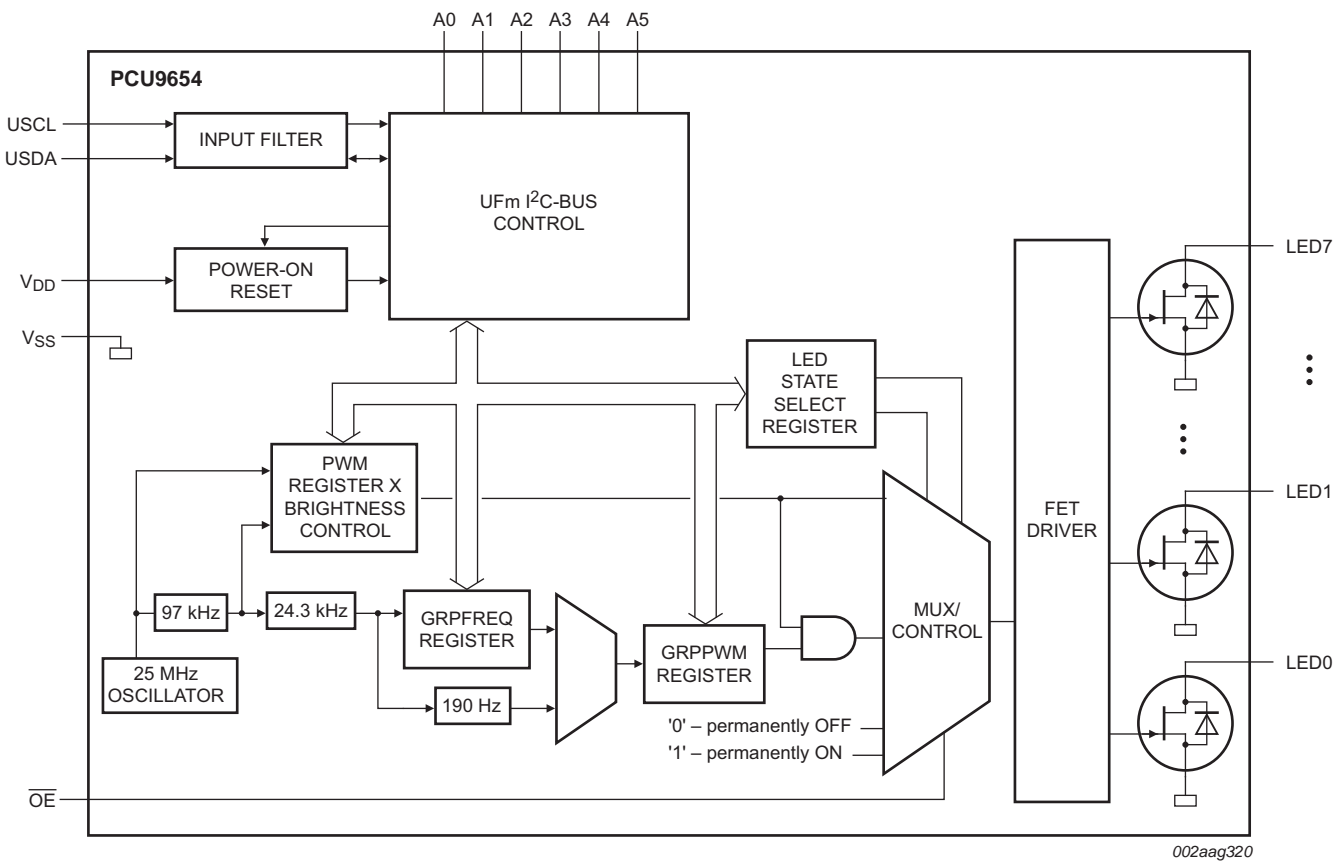 A0 A1 A2 A3 A4 A5
PCU9654
USCL
USDA
INPUT FILTER
UFm I²C-BUS
CONTROL
VDD
POWER-ON
RESET
VSS
LED7
LED
STATE
SELECT
REGISTER
PWM
REGISTER X
BRIGHTNESS
CONTROL
FET
DRIVER
LED1
97 kHz
24.3 kHz
GRPFREQ
REGISTER
MUX/
CONTROL
25 MHz
OSCILLATOR
190 Hz
GRPPWM
REGISTER
LED0
'0' – permanently OFF
'1' – permanently ON
O̅E̅
002aag320